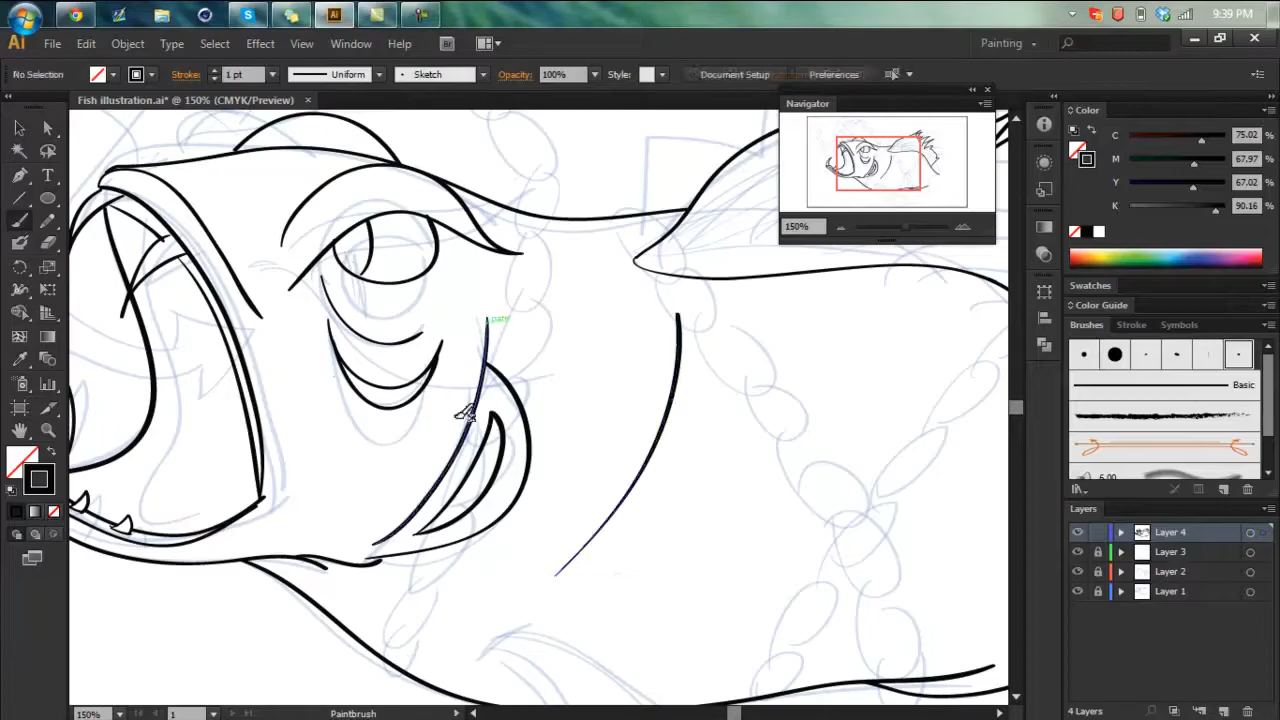 9:39 PM
Ai File Edit Object Type Select Effect View Window Help Br Painting
No Selection Stroke: 1 pt Uniform Sketch Opacity: 100% Style: Document Setup Preferences
Fish illustration.ai* @ 150% (CMYK/Preview)
Navigator
150%
Color
C 75.02
M 67.97
Y 67.02
K 90.16
Swatches
Color Guide
Brushes Stroke Symbols
Basic
6.00
Layers
Layer 4
Layer 3
Layer 2
Layer 1
4 Layers
150% 1 Paintbrush